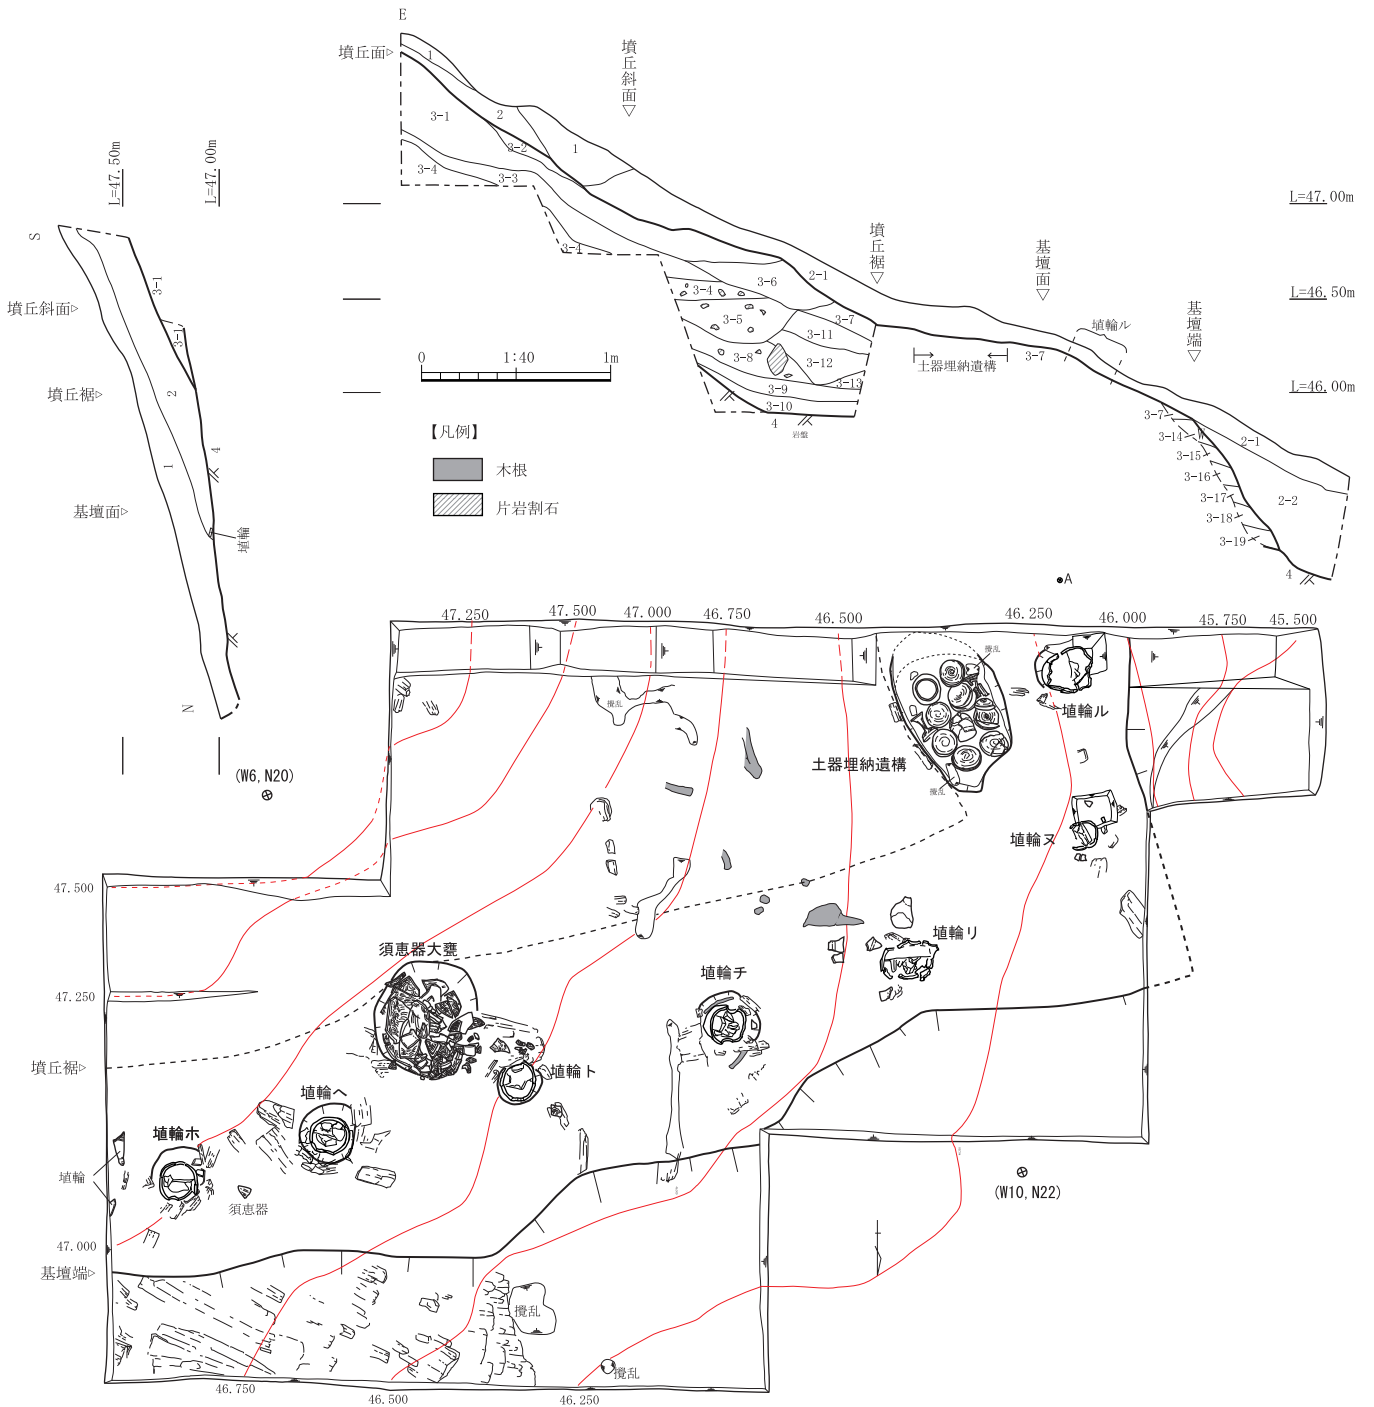 E
墳丘面▷
1
墳丘斜面▽
2
3-1
3-2
1
3-4
3-3
3-4
L=47.50m
L=47.00m
L=47.00m
L=46.50m
L=46.00m
墳丘裾▽
基壇面▽
基壇端▽
埴輪ル
2-1
3-6
3-4
3-5
3-7
3-11
3-8
3-12
3-13
3-9
3-10
4
岩盤
土器埋納遺構
3-7
3-7
3-14
3-15
3-16
3-17
3-18
3-19
2-1
2-2
4
S
墳丘斜面▷
墳丘裾▷
基壇面▷
3-1
3-1
2
1
4
埴輪
N
0
1:40
1m
【凡例】
木根
片岩割石
A
47.250
47.500
47.000
46.750
46.500
46.250
46.000
45.750
45.500
攪乱
攪乱
埴輪ル
土器埋納遺構
攪乱
(W6,N20)
埴輪ヌ
47.500
埴輪リ
須恵器大甕
埴輪チ
47.250
墳丘裾▷
埴輪ト
埴輪ヘ
埴輪ホ
埴輪
須恵器
(W10,N22)
47.000
基壇端▷
攪乱
攪乱
46.750
46.500
46.250